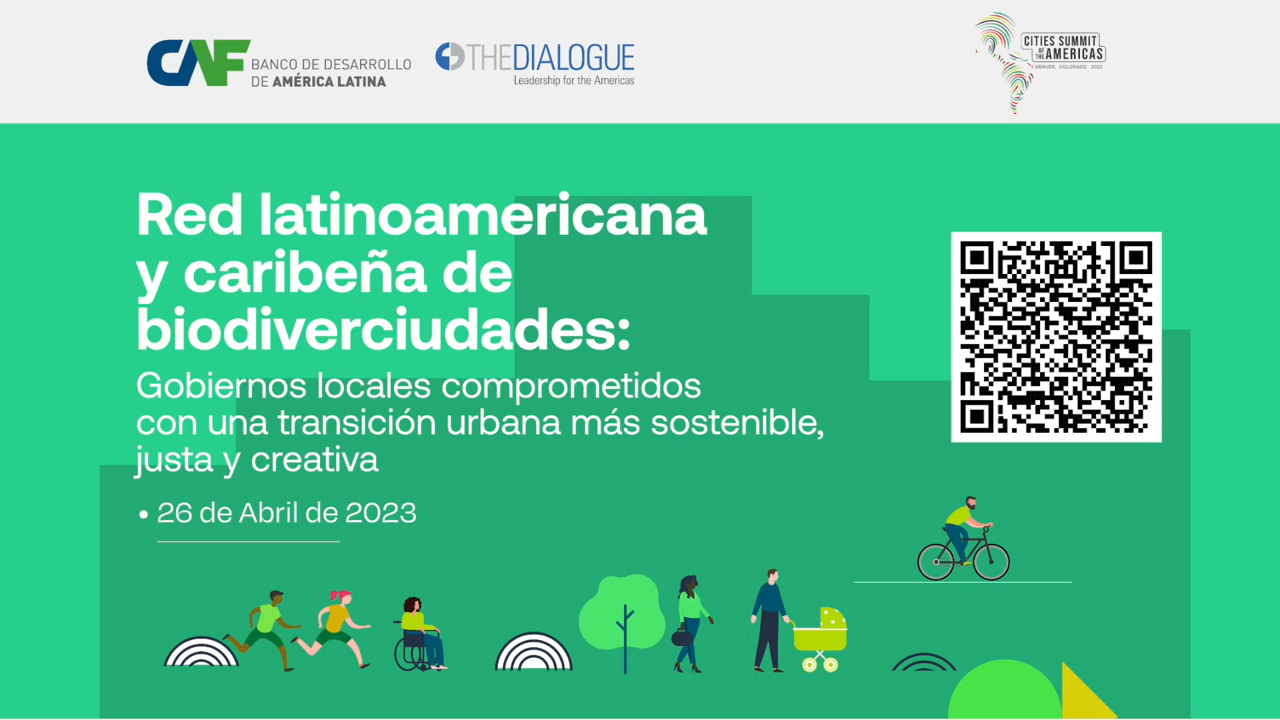 CAF BANCO DE DESARROLLO
DE AMÉRICA LATINA
THEDIALOGUE
Leadership for the Americas
CITIES SUMMIT
OF THE AMERICAS
DENVER, COLORADO - 2023
Red latinoamericana
y caribeña de
biodiverciudades:
Gobiernos locales comprometidos
con una transición urbana más sostenible,
justa y creativa
• 26 de Abril de 2023